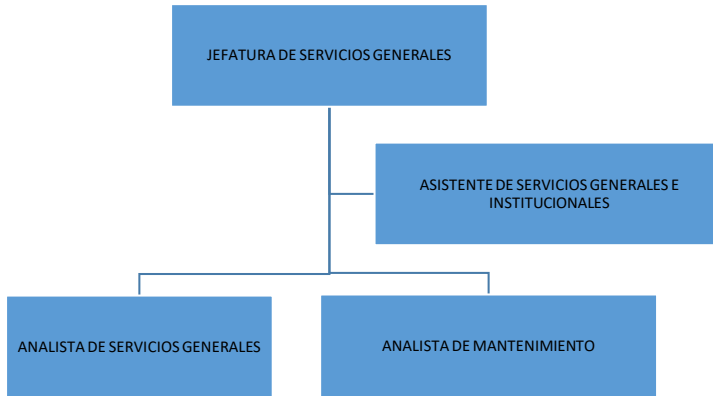 JEFATURA DE SERVICIOS GENERALES
ASISTENTE DE SERVICIOS GENERALES E
INSTITUCIONALES
ANALISTA DE SERVICIOS GENERALES
ANALISTA DE MANTENIMIENTO